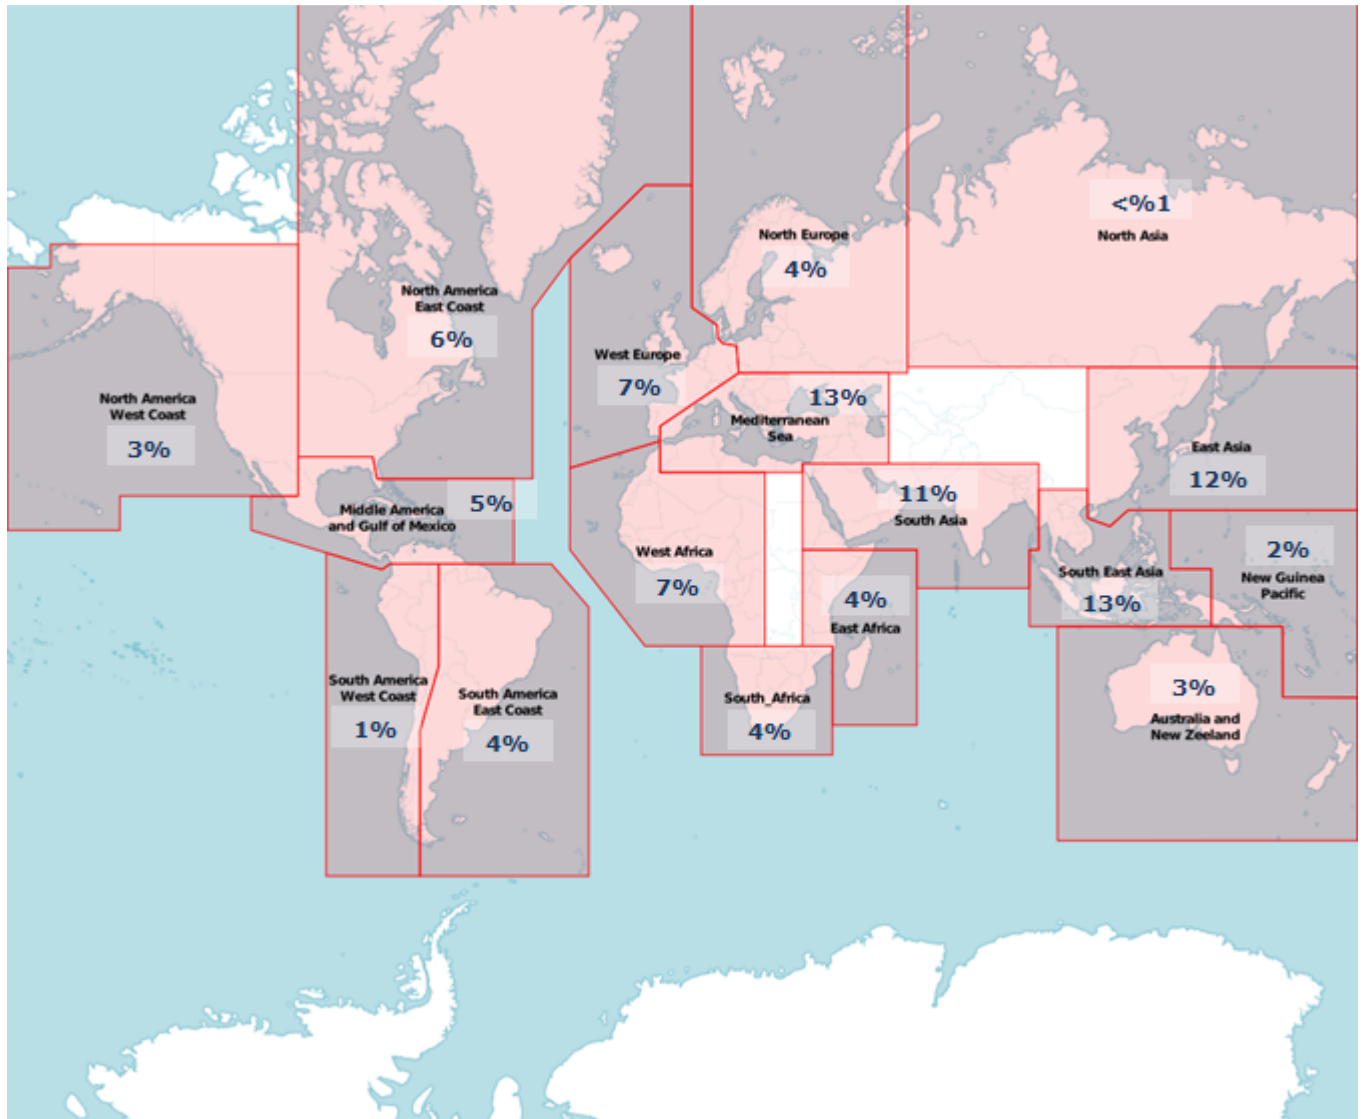 <%1
North Asia
North Europe
4%
North America
East Coast
6%
West Europe
7%
13%
Mediterranean
Sea
North America
West Coast
3%
East Asia
12%
5%
Middle America
and Gulf of Mexico
11%
South Asia
West Africa
7%
2%
New Guinea
Pacific
South East Asia
13%
4%
East Africa
South America
West Coast
1%
South America
East Coast
4%
South_Africa
4%
3%
Australia and
New Zeeland